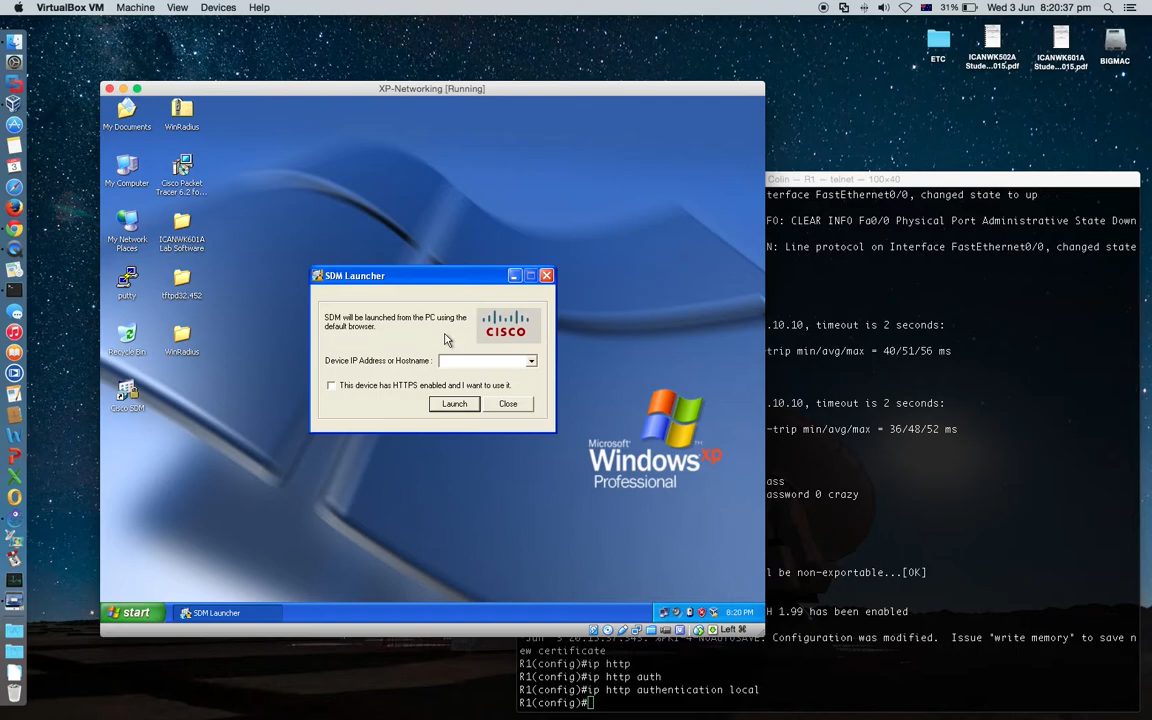 VirtualBox VM Machine View Devices Help
31% Wed 3 Jun 8:20:37 pm
ETC
ICANWK502A
Stude...015.pdf
ICANWK601A
Stude...015.pdf
BIGMAC
XP-Networking [Running]
My Documents
WinRadius
My Computer
Cisco Packet
Tracer 6.2 fo...
My Network
Places
ICANWK601A
Lab Software
putty
tftpd32.452
Recycle Bin
WinRadius
Cisco SDM
SDM Launcher
SDM will be launched from the PC using the
default browser.
CISCO
Device IP Address or Hostname :
This device has HTTPS enabled and I want to use it.
Launch
Close
Microsoft
Windows xp
Professional
start
SDM Launcher
8:20 PM
Left ⌘
Colin — R1 — telnet — 100x40
terface FastEthernet0/0, changed state to up
FO: CLEAR INFO Fa0/0 Physical Port Administrative State Down
N: Line protocol on Interface FastEthernet0/0, changed state
.10.10, timeout is 2 seconds:
trip min/avg/max = 40/51/56 ms
.10.10, timeout is 2 seconds:
-trip min/avg/max = 36/48/52 ms
ass
assword 0 crazy
l be non-exportable...[OK]
H 1.99 has been enabled
Configuration was modified. Issue "write memory" to save n
ew certificate
R1(config)#ip http
R1(config)#ip http auth
R1(config)#ip http authentication local
R1(config)#